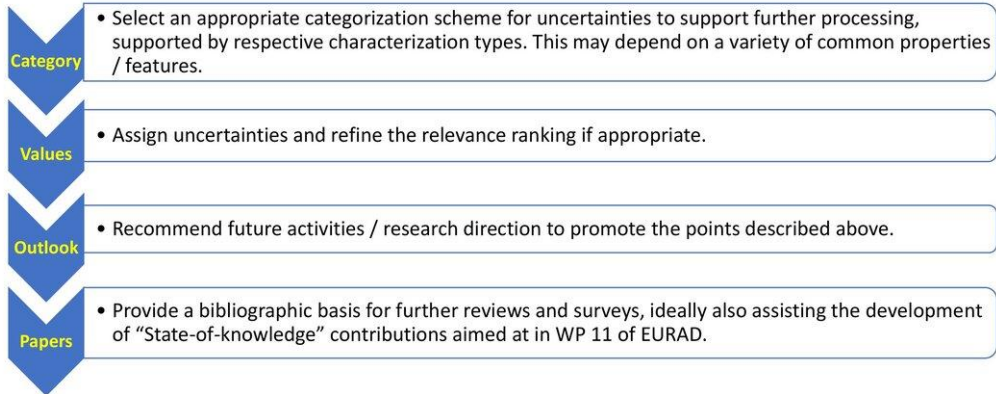 Category
• Select an appropriate categorization scheme for uncertainties to support further processing,
supported by respective characterization types. This may depend on a variety of common properties
/ features.
Values
• Assign uncertainties and refine the relevance ranking if appropriate.
Outlook
• Recommend future activities / research direction to promote the points described above.
Papers
• Provide a bibliographic basis for further reviews and surveys, ideally also assisting the development
of “State-of-knowledge” contributions aimed at in WP 11 of EURAD.